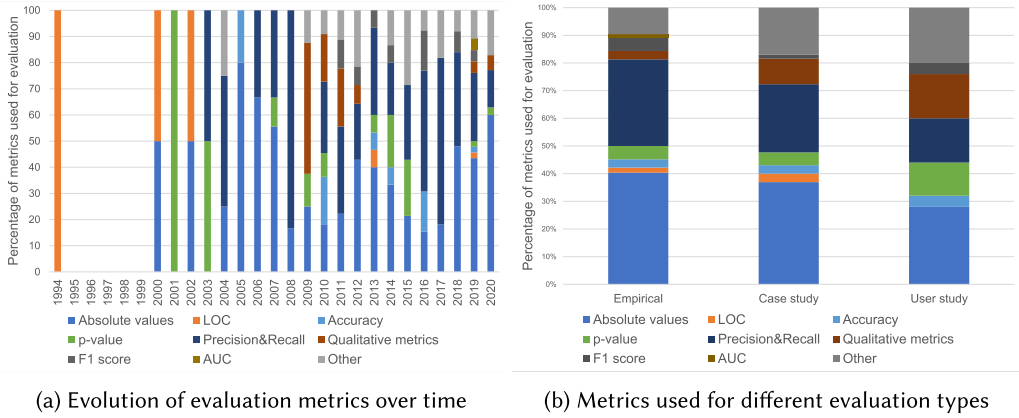 Percentage of metrics used for evaluation
100
90
80
70
60
50
40
30
20
10
0
1994 1995 1996 1997 1998 1999 2000 2001 2002 2003 2004 2005 2006 2007 2008 2009 2010 2011 2012 2013 2014 2015 2016 2017 2018 2019 2020
Absolute values LOC Accuracy
p-value Precision&Recall Qualitative metrics
F1 score AUC Other
(a) Evolution of evaluation metrics over time
Percentage of metrics used for evaluation
100%
90%
80%
70%
60%
50%
40%
30%
20%
10%
0%
Empirical Case study User study
Absolute values LOC Accuracy
p-value Precision&Recall Qualitative metrics
F1 score AUC Other
(b) Metrics used for different evaluation types